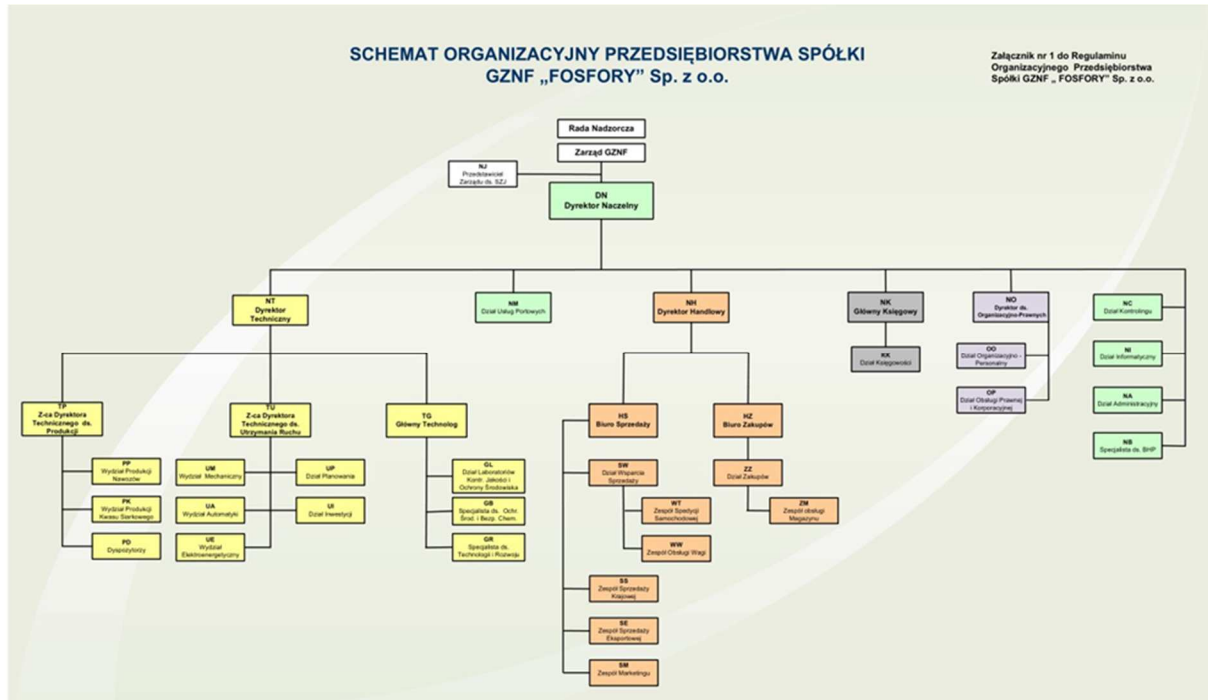 SCHEMAT ORGANIZACYJNY PRZEDSIĘBIORSTWA SPÓŁKI
GZNF „FOSFORY” Sp. z o.o.
Załącznik nr 1 do Regulaminu
Organizacyjnego Przedsiębiorstwa
Spółki GZNF „ FOSFORY” Sp. z o.o.
Rada Nadzorcza
Zarząd GZNF
NJ
Przedstawiciel
Zarządu ds. SZJ
DN
Dyrektor Naczelny
NT
Dyrektor
Techniczny
NM
Dział Usług Portowych
NH
Dyrektor Handlowy
NK
Główny Księgowy
NO
Dyrektor ds.
Organizacyjno-Prawnych
NC
Dział Kontrolingu
KK
Dział Księgowości
OO
Dział Organizacyjno -
Personalny
NI
Dział Informatyczny
OP
Dział Obsługi Prawnej
i Korporacyjnej
NA
Dział Administracyjny
NB
Specjalista ds. BHP
TP
Z-ca Dyrektora
Technicznego ds.
Produkcji
TU
Z-ca Dyrektora
Technicznego ds.
Utrzymania Ruchu
TG
Główny Technolog
HS
Biuro Sprzedaży
HZ
Biuro Zakupów
PP
Wydział Produkcji
Nawozów
PK
Wydział Produkcji
Kwasu Siarkowego
PD
Dyspozytorzy
UM
Wydział Mechaniczny
UP
Dział Planowania
UA
Wydział Automatyki
UI
Dział Inwestycji
UE
Wydział
Elektroenergetyczny
GL
Dział Laboratoriów
Kontr. Jakości i
Ochrony Środowiska
GB
Specjalista ds. Ochr.
Środ. i Bezp. Chem.
GR
Specjalista ds.
Technologii i Rozwoju
SW
Dział Wsparcia
Sprzedaży
WT
Zespół Spedycji
Samochodowej
WW
Zespół Obsługi Wagi
SS
Zespół Sprzedaży
Krajowej
SE
Zespół Sprzedaży
Eksportowej
SM
Zespół Marketingu
ZZ
Dział Zakupów
ZM
Zespół obsługi
Magazynu